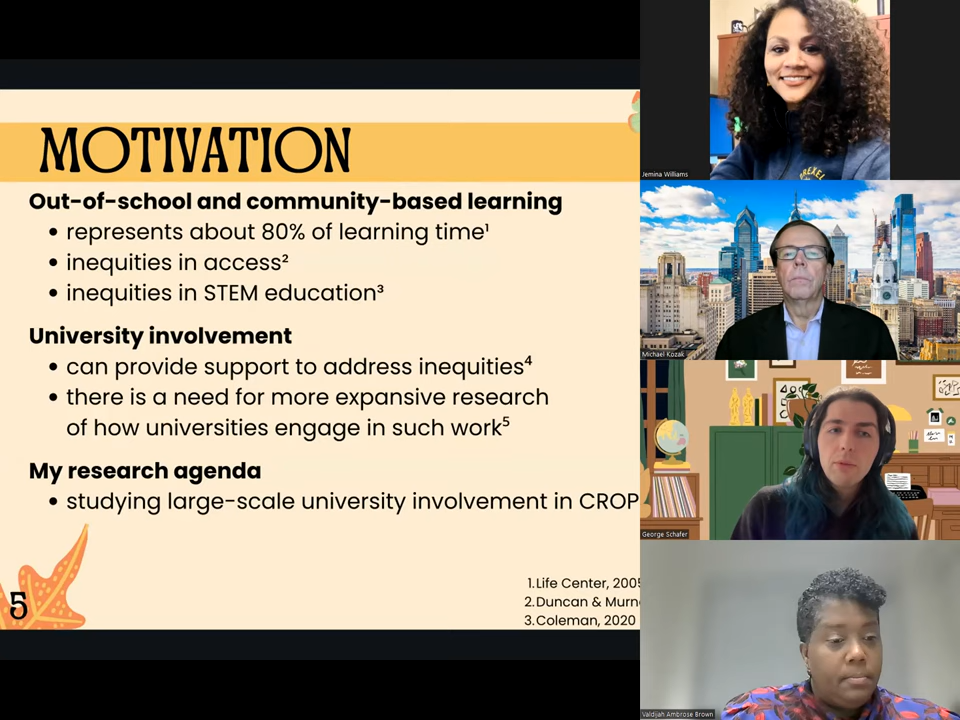 MOTIVATION
Out-of-school and community-based learning
• represents about 80% of learning time¹
• inequities in access²
• inequities in STEM education³
University involvement
• can provide support to address inequities⁴
• there is a need for more expansive research
of how universities engage in such work⁵
My research agenda
• studying large-scale university involvement in CROP
1. Life Center, 2005
2. Duncan & Murn
3. Coleman, 2020
5
Jemina Williams
Michael Kozak
George Schafer
Valdijah Ambrose Brown